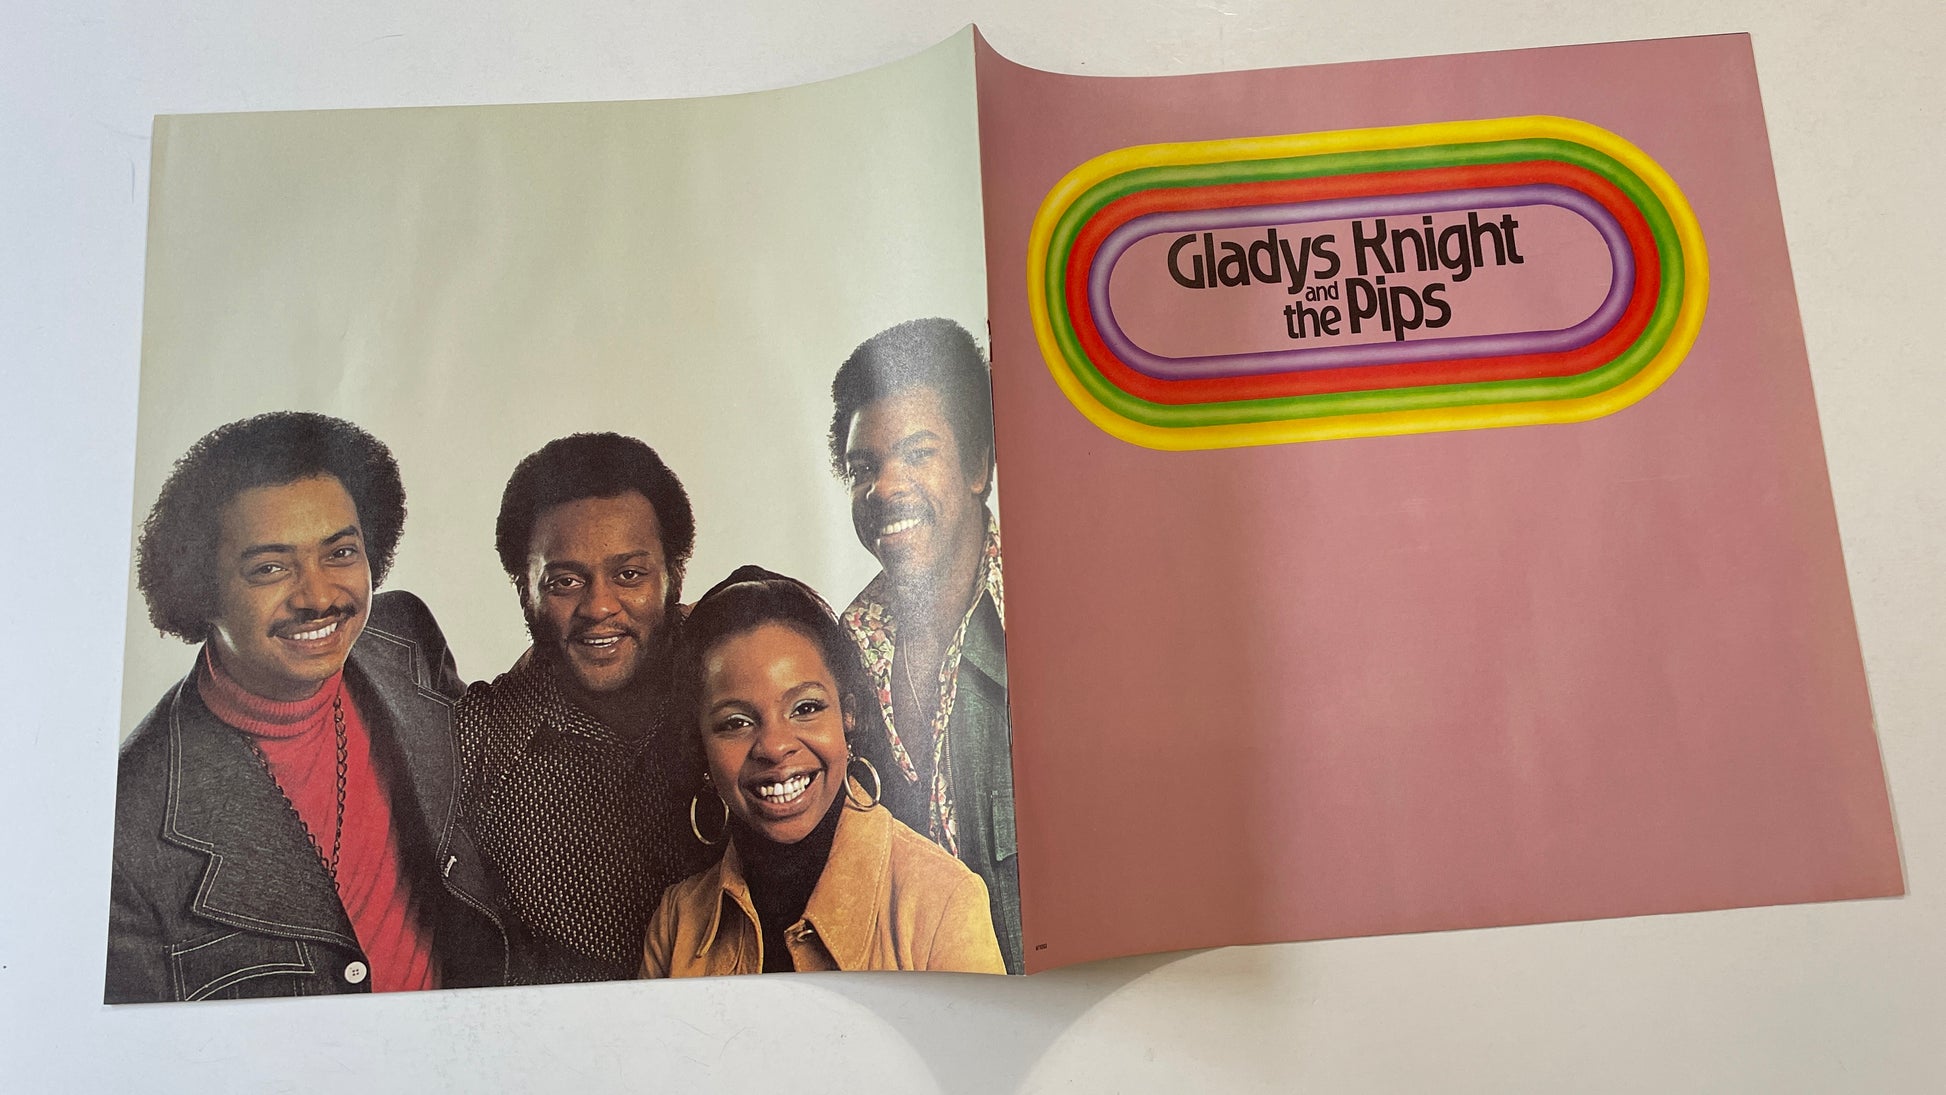 Gladys Knight
and
the Pips